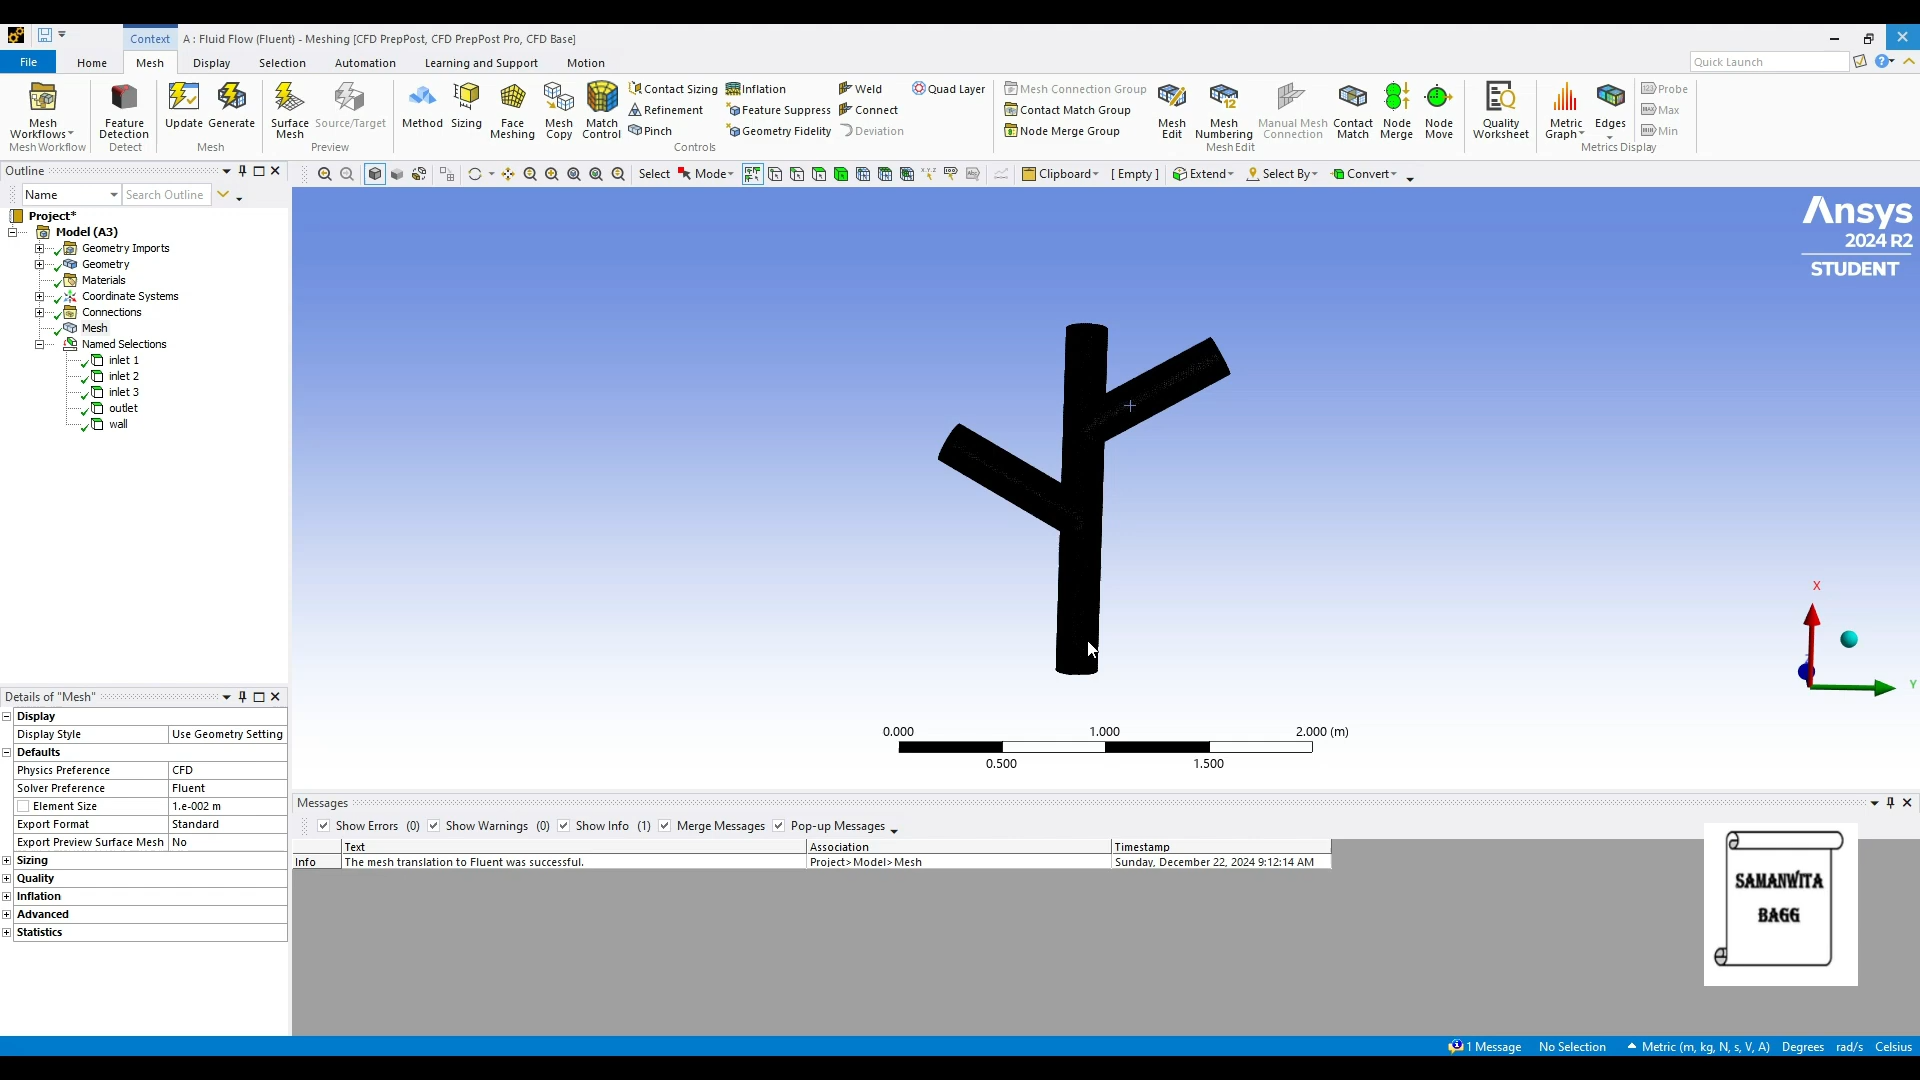 Context
A : Fluid Flow (Fluent) - Meshing [CFD PrepPost, CFD PrepPost Pro, CFD Base]
File Home Mesh Display Selection Automation Learning and Support Motion
Quick Launch
Mesh Workflows
MeshWorkflow
Feature Detection
Detect
Update Generate
Mesh
Surface Mesh Source/Target
Preview
Method Sizing Face Meshing Mesh Copy Match Control
Contact Sizing
Refinement
Pinch
Inflation
Feature Suppress
Geometry Fidelity
Weld
Connect
Deviation
Quad Layer
Controls
Mesh Connection Group
Contact Match Group
Node Merge Group
Mesh Edit Mesh Numbering Manual Mesh Connection Contact Match Node Merge Node Move
Mesh Edit
Quality Worksheet
Metric Graph Edges
Probe
Max
Min
Metrics Display
Outline
Name Search Outline
Select Mode Clipboard [ Empty ] Extend Select By Convert
Project*
Model (A3)
Geometry Imports
Geometry
Materials
Coordinate Systems
Connections
Mesh
Named Selections
inlet 1
inlet 2
inlet 3
outlet
wall
Ansys
2024 R2
STUDENT
X
Y
0.000 1.000 2.000 (m)
0.500 1.500
Details of "Mesh"
Display
Display Style Use Geometry Setting
Defaults
Physics Preference CFD
Solver Preference Fluent
Element Size 1.e-002 m
Export Format Standard
Export Preview Surface Mesh No
Sizing
Quality
Inflation
Advanced
Statistics
Messages
Show Errors (0) Show Warnings (0) Show Info (1) Merge Messages Pop-up Messages
Text Association Timestamp
Info The mesh translation to Fluent was successful. Project>Model>Mesh Sunday, December 22, 2024 9:12:14 AM
SAMANWITA
BAGG
1 Message No Selection Metric (m, kg, N, s, V, A) Degrees rad/s Celsius